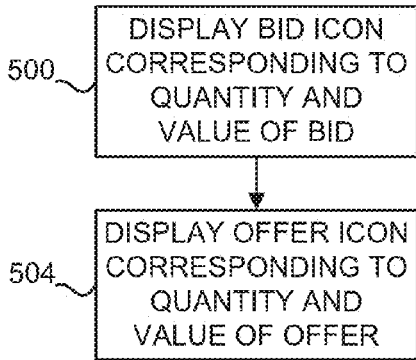 DISPLAY BID ICON
CORRESPONDING TO
QUANTITY AND
VALUE OF BID
500
DISPLAY OFFER ICON
CORRESPONDING TO
QUANTITY AND
VALUE OF OFFER
504